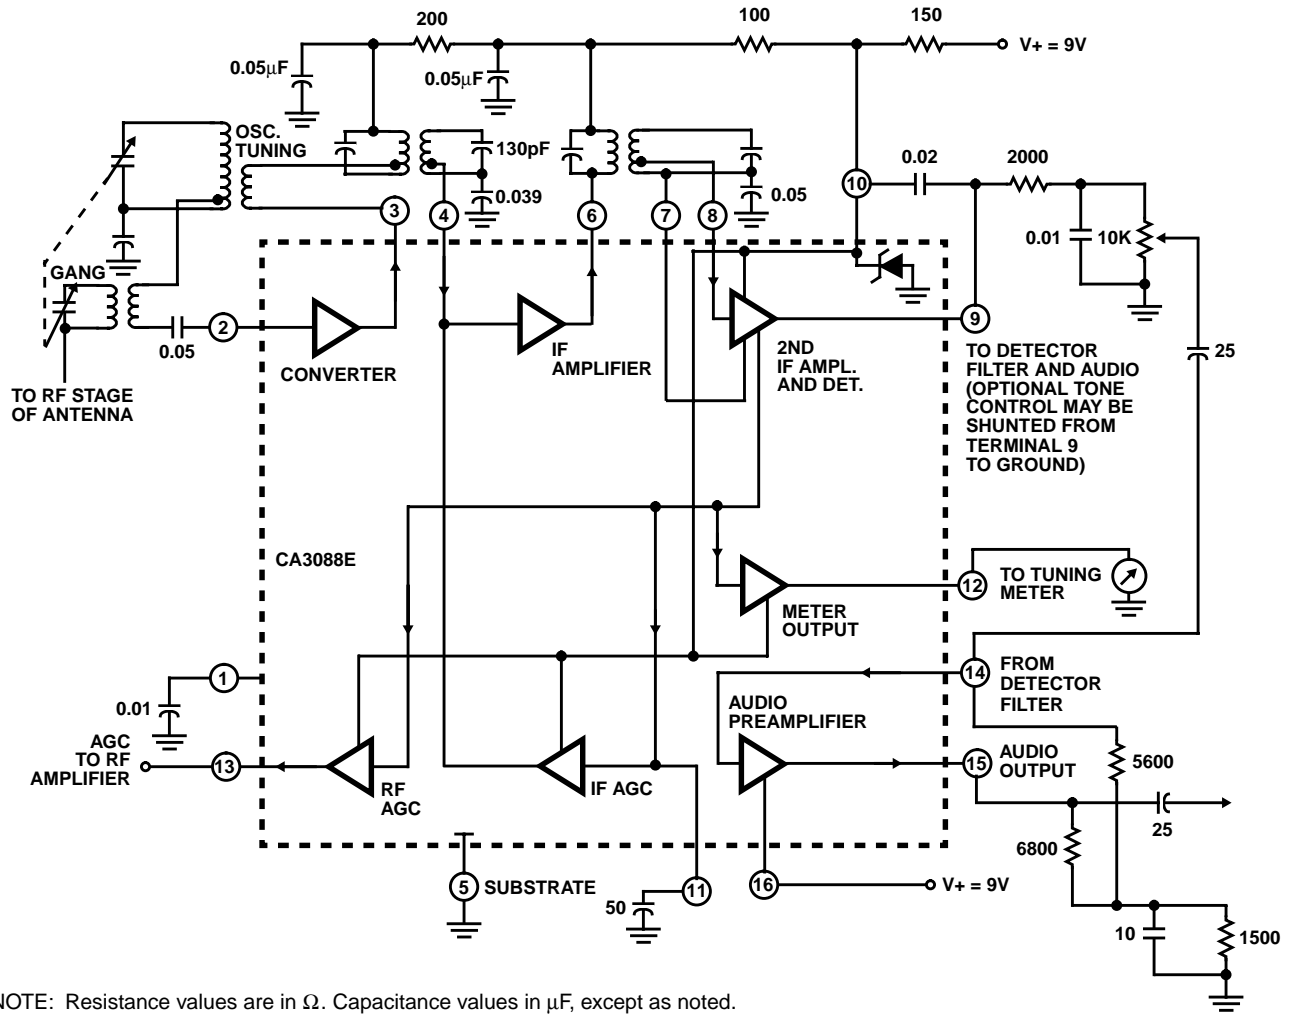 200
100
150
V+ = 9V
0.05µF
0.05µF
OSC.
TUNING
130pF
0.039
0.05
0.02
2000
0.01
10K
3
4
6
7
8
10
GANG
0.05
2
CONVERTER
IF
AMPLIFIER
2ND
IF AMPL.
AND DET.
9
25
TO RF STAGE
OF ANTENNA
TO DETECTOR
FILTER AND AUDIO
(OPTIONAL TONE
CONTROL MAY BE
SHUNTED FROM
TERMINAL 9
TO GROUND)
CA3088E
METER
OUTPUT
12
TO TUNING
METER
1
0.01
14
FROM
DETECTOR
FILTER
AUDIO
PREAMPLIFIER
AGC
TO RF
AMPLIFIER
13
RF
AGC
IF AGC
15
AUDIO
OUTPUT
5600
25
6800
5
SUBSTRATE
50
11
16
V+ = 9V
10
1500
NOTE: Resistance values are in Ω. Capacitance values in µF, except as noted.